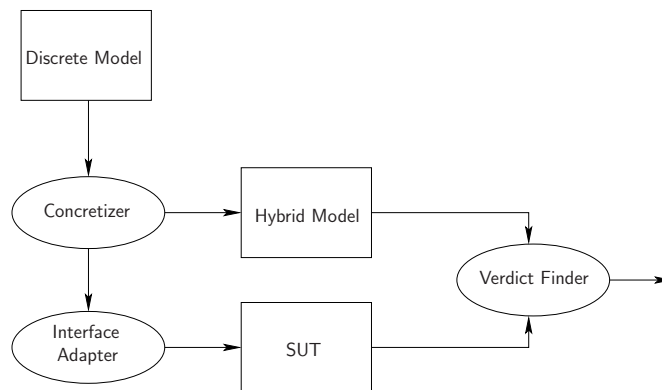 Discrete Model
Concretizer
Hybrid Model
Verdict Finder
Interface
Adapter
SUT